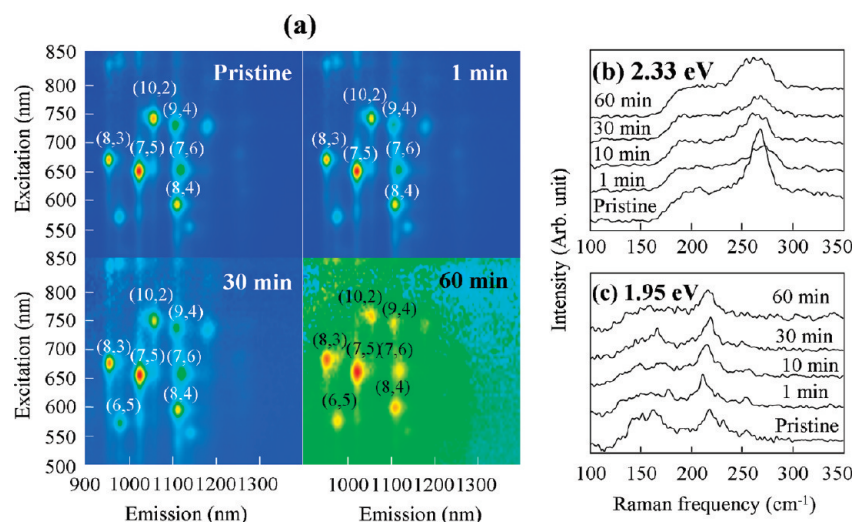 (a)
850
800
750
700
650
600
550
Excitation (nm)
Pristine
(10,2)
(9,4)
(8,3)
(7,5)
(7,6)
(8,4)
1 min
(10,2)
(9,4)
(8,3)
(7,5)
(7,6)
(8,4)
850
800
750
700
650
600
550
500
Excitation (nm)
30 min
(10,2)
(9,4)
(8,3)
(7,5)
(7,6)
(8,4)
(6,5)
60 min
(10,2)
(9,4)
(8,3)
(7,5)
(7,6)
(8,4)
(6,5)
900 1000 1100 1200 1300
Emission (nm)
1000 1100 1200 1300
Emission (nm)
Intensity (Arb. unit)
(b) 2.33 eV
60 min
30 min
10 min
1 min
Pristine
100 150 200 250 300 350
(c) 1.95 eV
60 min
30 min
10 min
1 min
Pristine
100 150 200 250 300 350
Raman frequency (cm⁻¹)